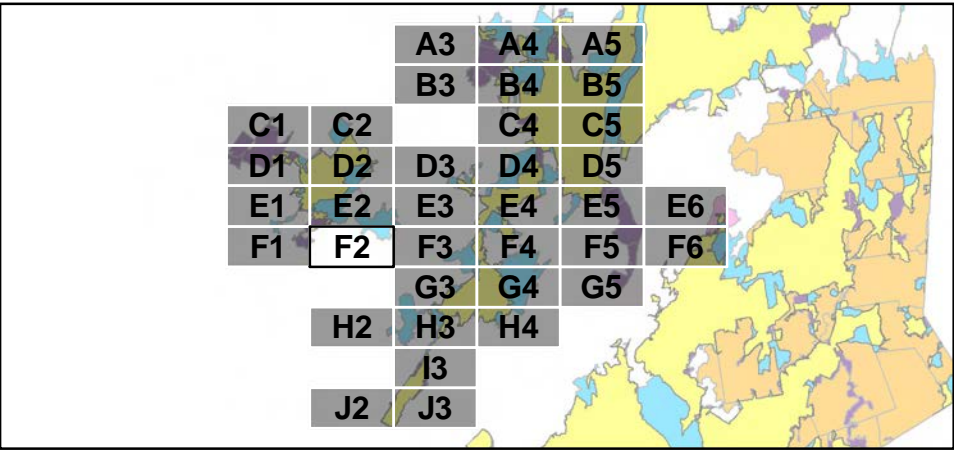 A3 A4 A5
B3 B4 B5
C1 C2 C4 C5
D1 D2 D3 D4 D5
E1 E2 E3 E4 E5 E6
F1 F2 F3 F4 F5 F6
G3 G4 G5
H2 H3 H4
I3
J2 J3